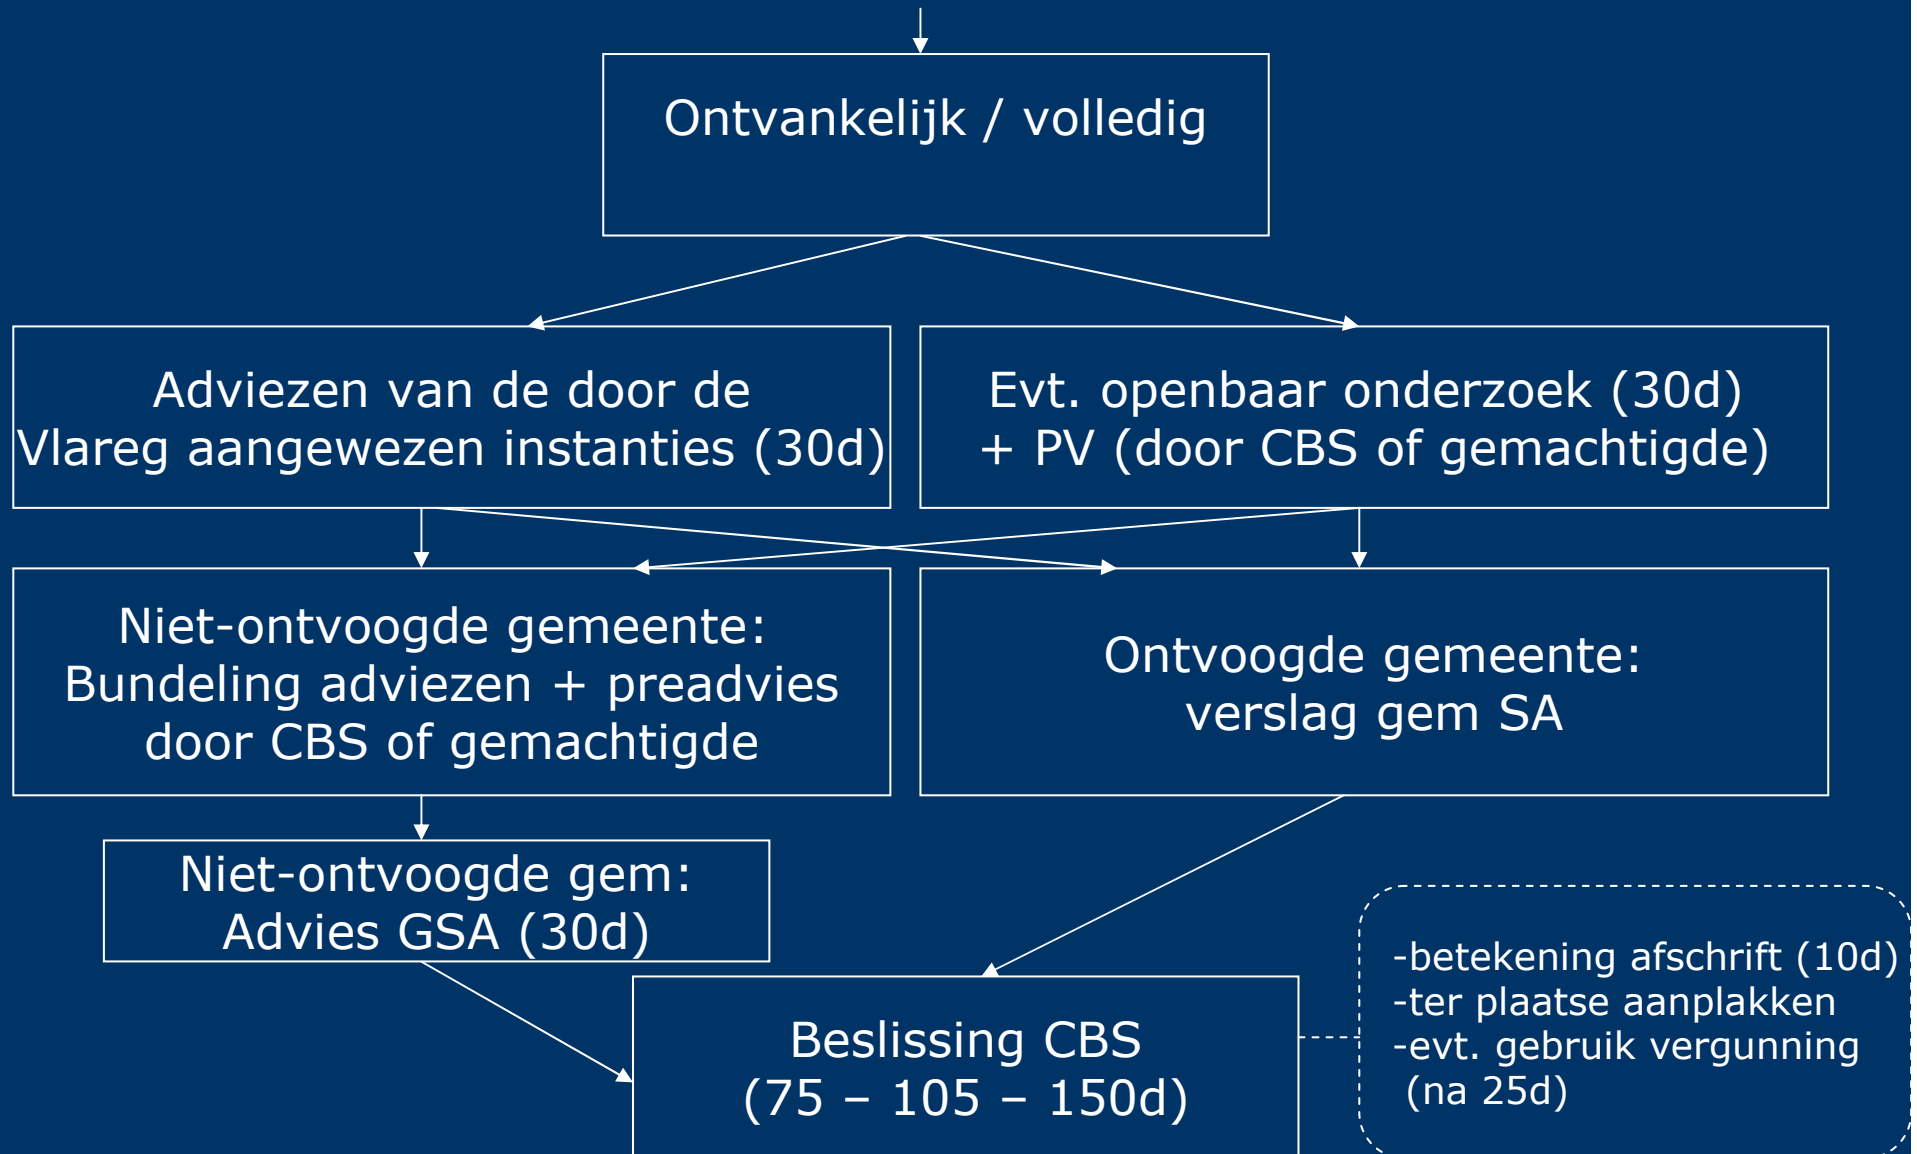 Ontvankelijk / volledig
Adviezen van de door de
Vlareg aangewezen instanties (30d)
Evt. openbaar onderzoek (30d)
+ PV (door CBS of gemachtigde)
Niet-ontvoogde gemeente:
Bundeling adviezen + preadvies
door CBS of gemachtigde
Ontvoogde gemeente:
verslag gem SA
Niet-ontvoogde gem:
Advies GSA (30d)
Beslissing CBS
(75 – 105 – 150d)
-betekening afschrift (10d)
-ter plaatse aanplakken
-evt. gebruik vergunning
(na 25d)